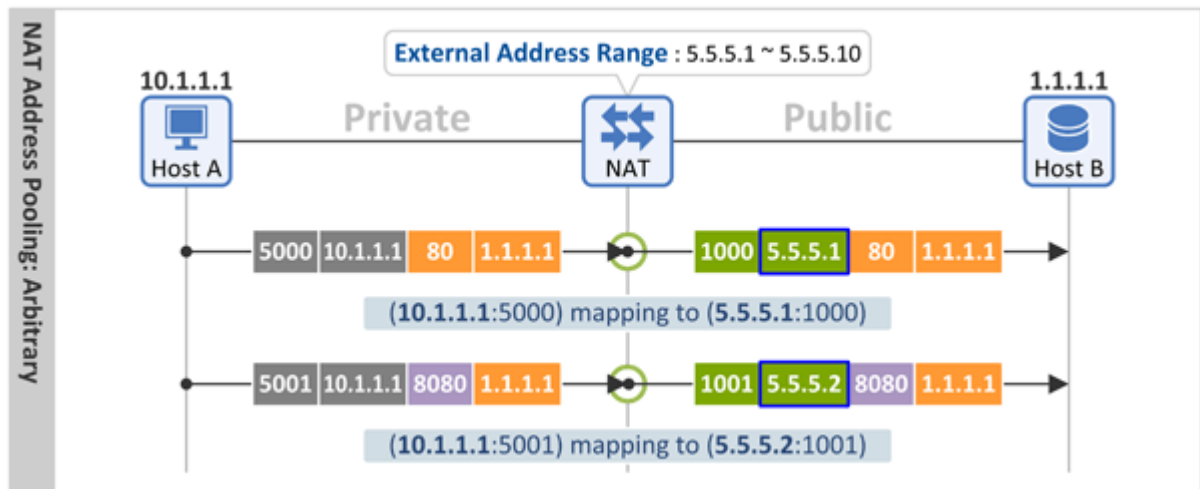 NAT Address Pooling: Arbitrary
External Address Range : 5.5.5.1 ~ 5.5.5.10
10.1.1.1
1.1.1.1
Private
Public
Host A
NAT
Host B
5000 10.1.1.1 80 1.1.1.1
1000 5.5.5.1 80 1.1.1.1
(10.1.1.1:5000) mapping to (5.5.5.1:1000)
5001 10.1.1.1 8080 1.1.1.1
1001 5.5.5.2 8080 1.1.1.1
(10.1.1.1:5001) mapping to (5.5.5.2:1001)